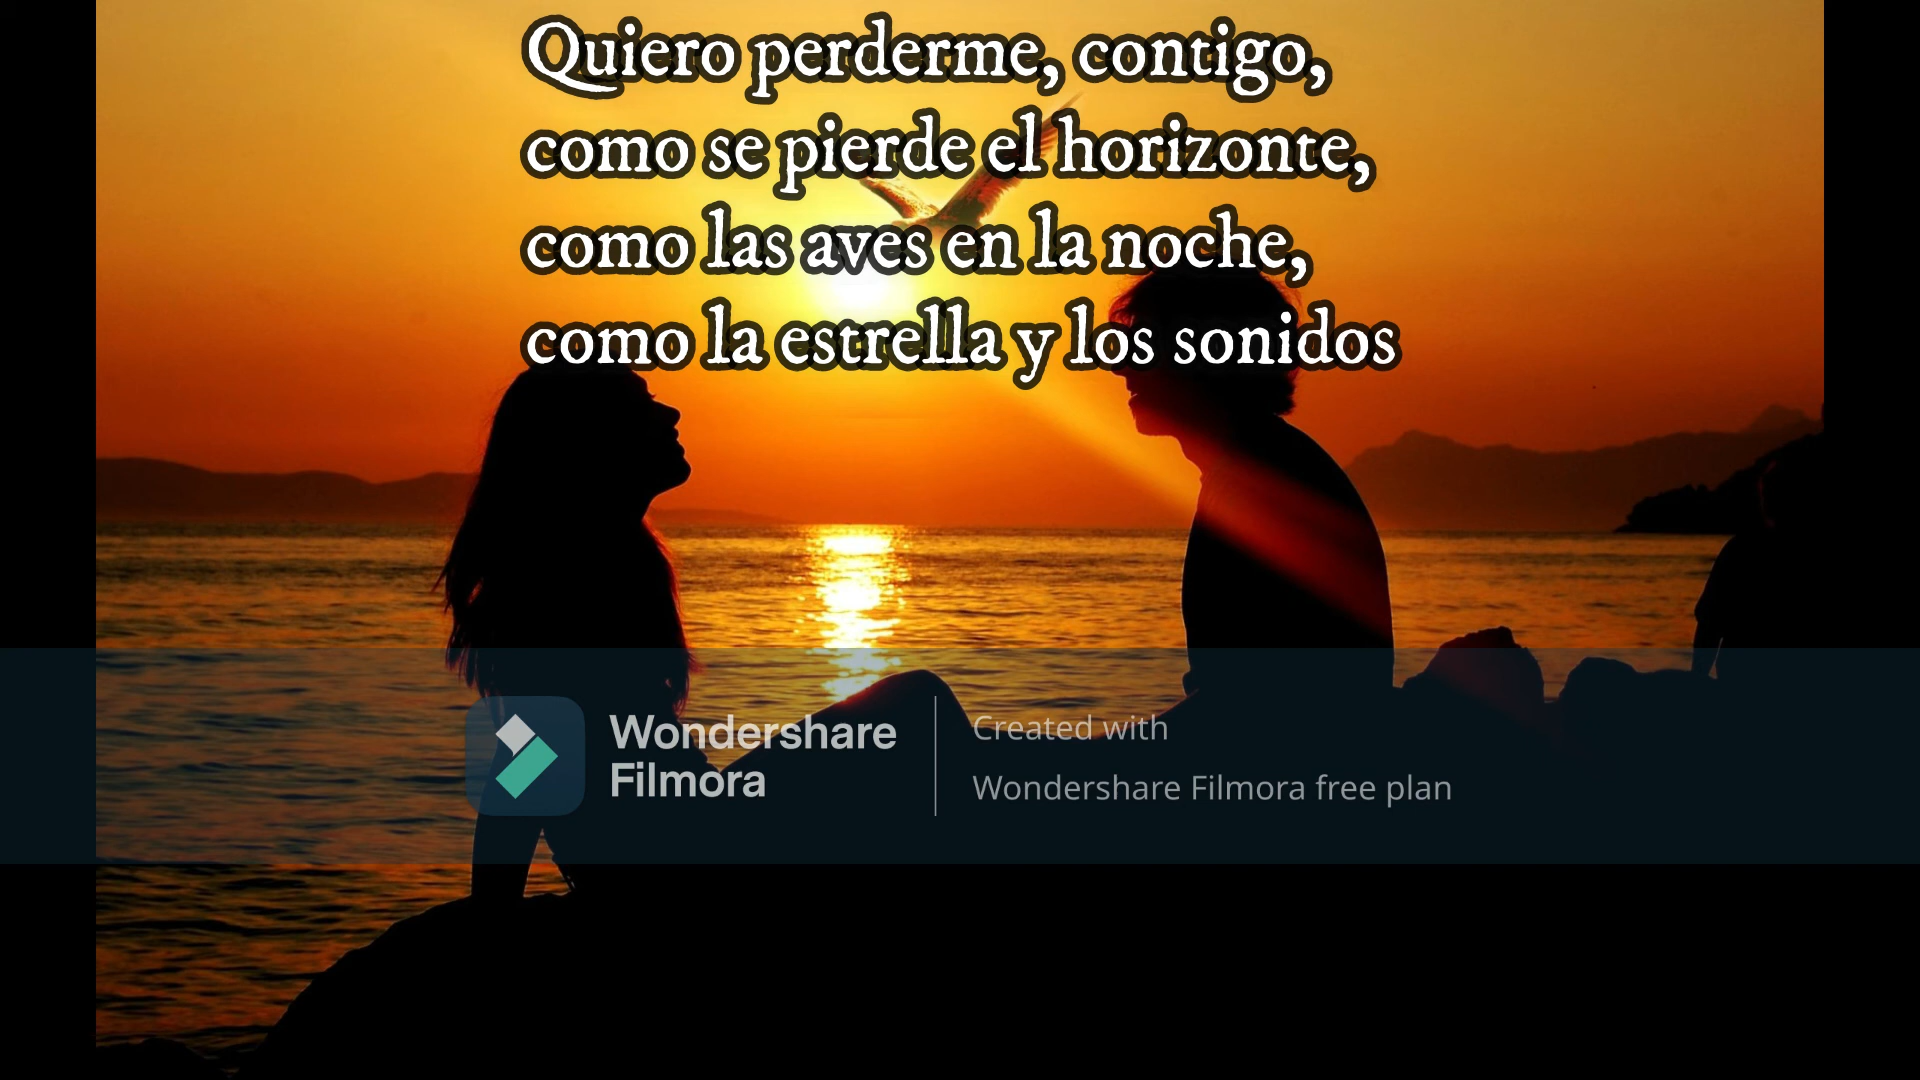 Quiero perderme, contigo,
como se pierde el horizonte,
como las aves en la noche,
como la estrella y los sonidos
Wondershare
Filmora
Created with
Wondershare Filmora free plan